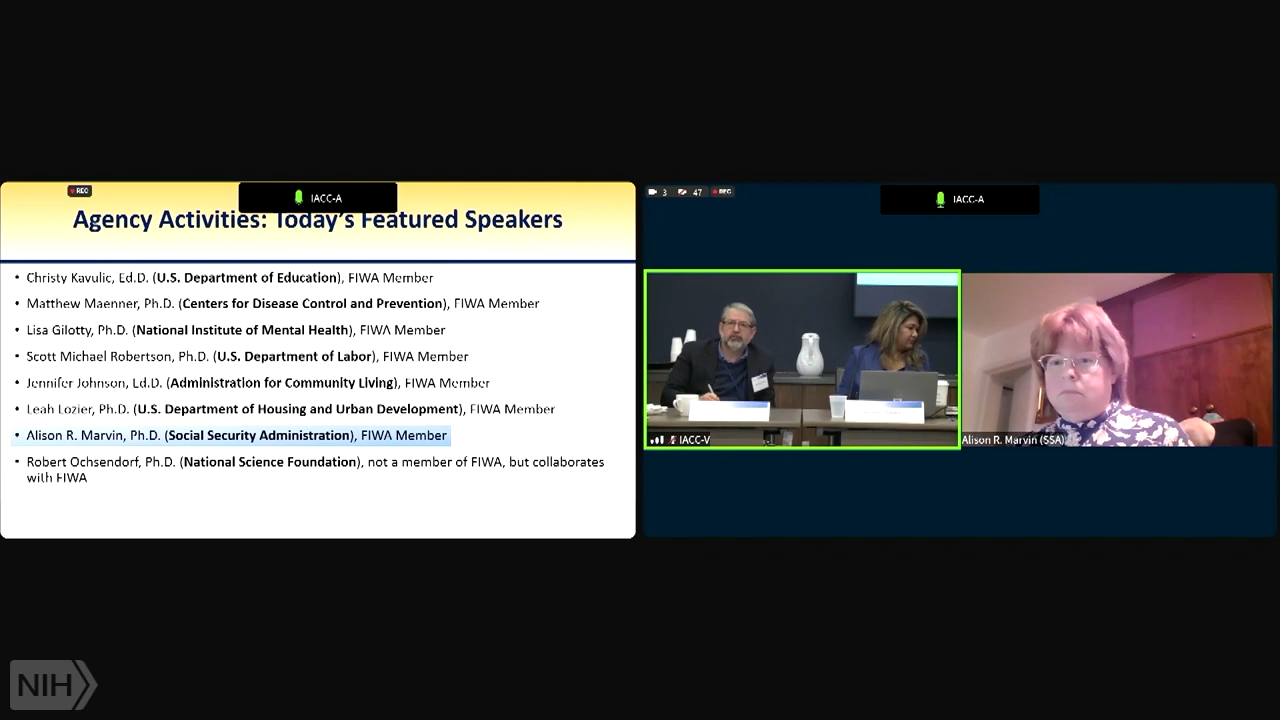 REC
IACC-A
Agency Activities: Today's Featured Speakers
• Christy Kavulic, Ed.D. (U.S. Department of Education), FIWA Member
• Matthew Maenner, Ph.D. (Centers for Disease Control and Prevention), FIWA Member
• Lisa Gilotty, Ph.D. (National Institute of Mental Health), FIWA Member
• Scott Michael Robertson, Ph.D. (U.S. Department of Labor), FIWA Member
• Jennifer Johnson, Ed.D. (Administration for Community Living), FIWA Member
• Leah Lozier, Ph.D. (U.S. Department of Housing and Urban Development), FIWA Member
• Alison R. Marvin, Ph.D. (Social Security Administration), FIWA Member
• Robert Ochsendorf, Ph.D. (National Science Foundation), not a member of FIWA, but collaborates
with FIWA
3 47 REC
IACC-A
IACC-V
Alison R. Marvin (SSA)
NIH